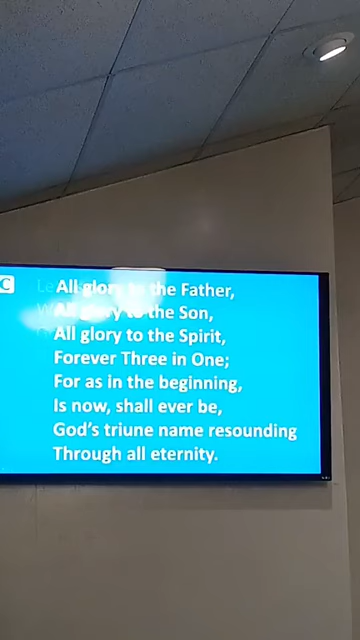 C
All glory to the Father,
All glory to the Son,
All glory to the Spirit,
Forever Three in One;
For as in the beginning,
Is now, shall ever be,
God's triune name resounding
Through all eternity.